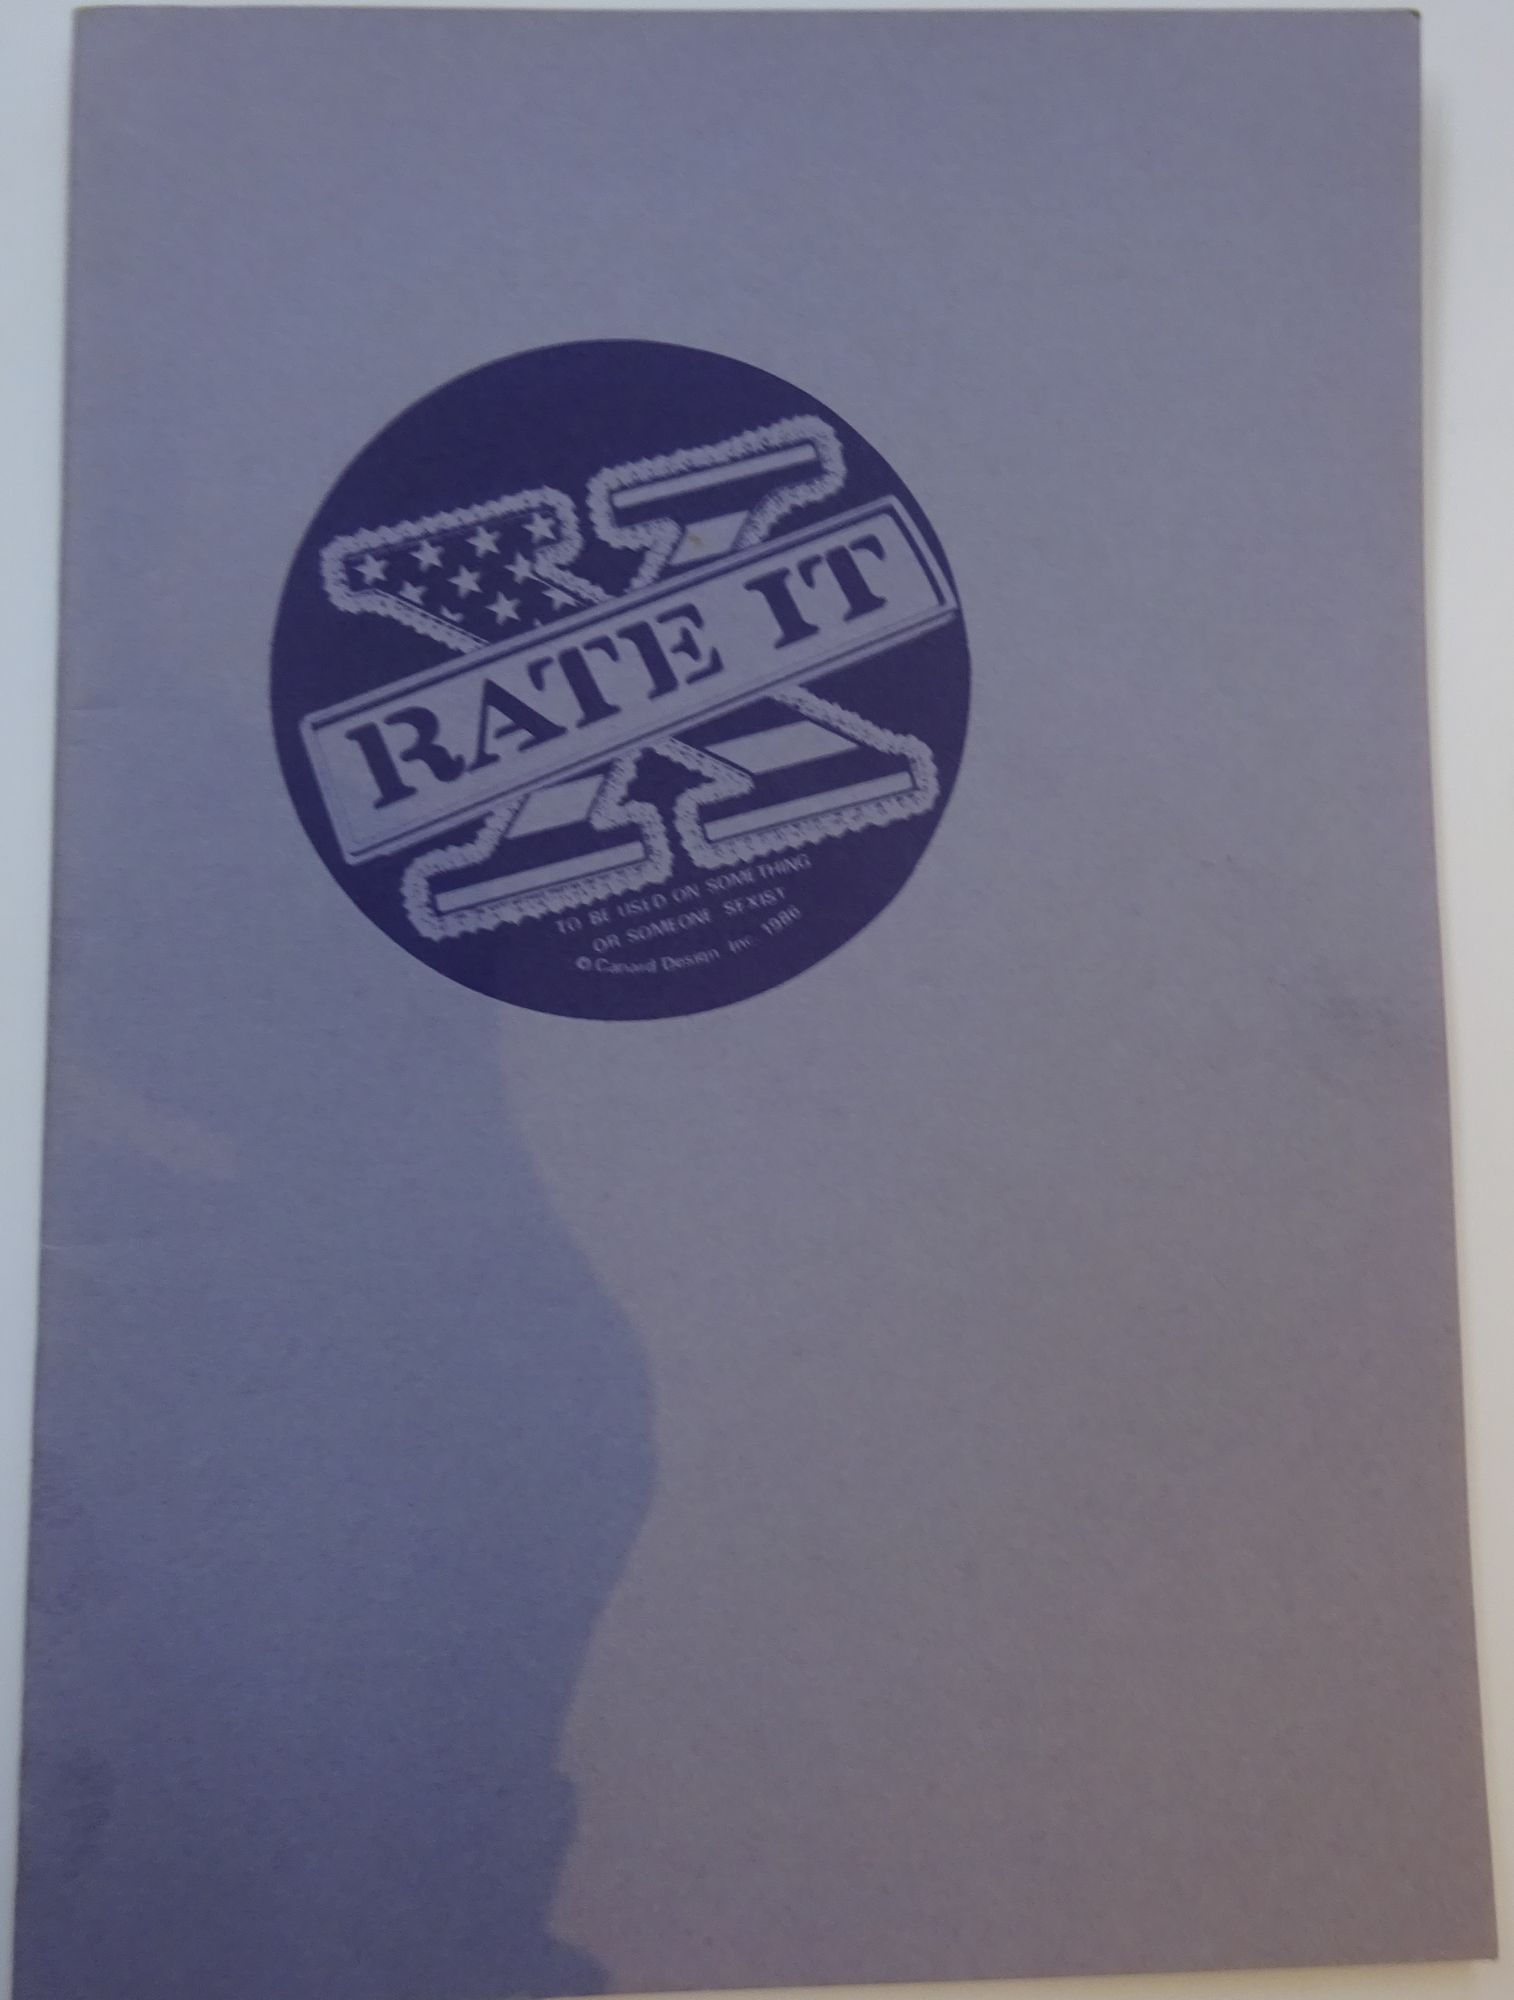 X
RATE IT
TO BE USED ON SOMETHING
OR SOMEONE SEXIST
© Canard Design, Inc. 1986